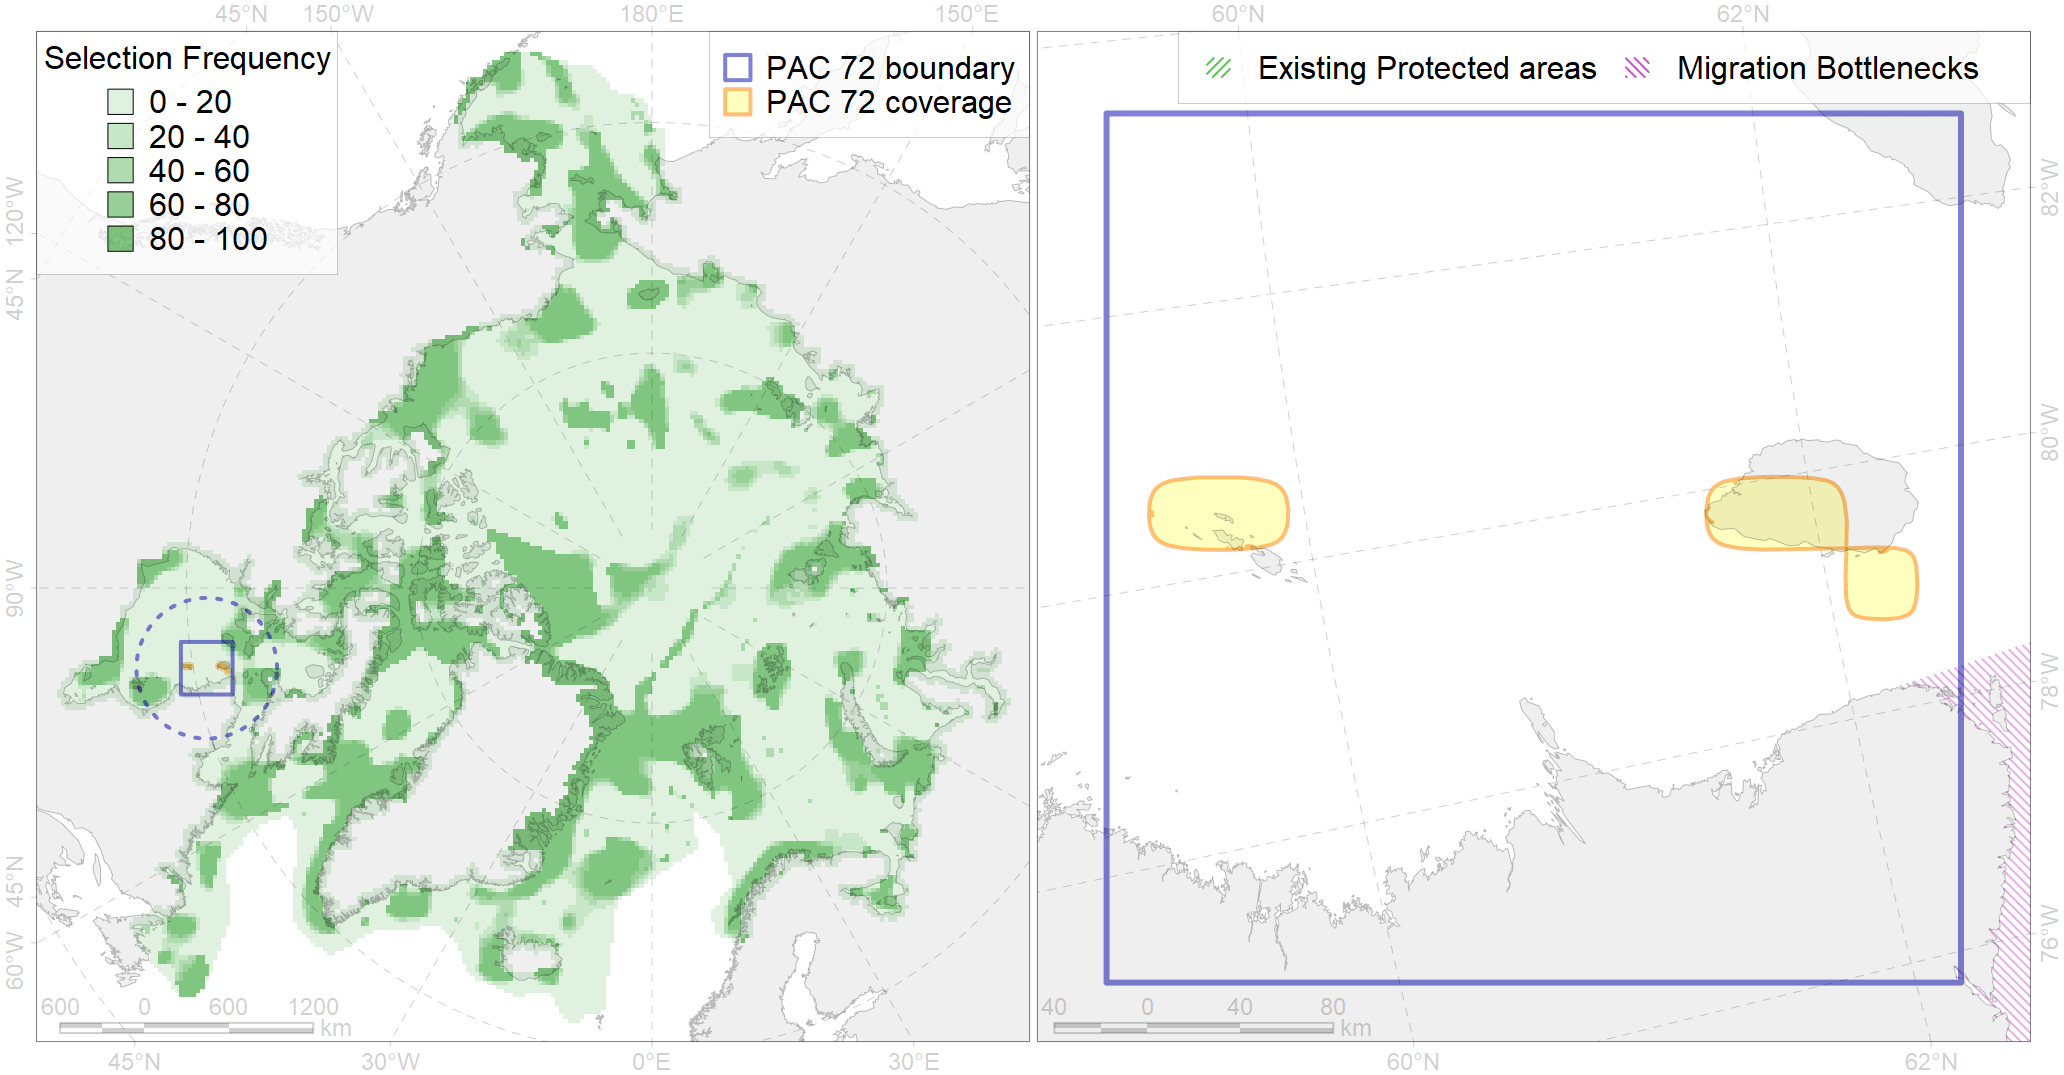 45°N 150°W 180°E 150°E 60°N 62°N
Selection Frequency
0 - 20
20 - 40
40 - 60
60 - 80
80 - 100
PAC 72 boundary
PAC 72 coverage
Existing Protected areas
Migration Bottlenecks
120°W
45°N
90°W
45°N
60°W
82°W
80°W
78°W
76°W
600 0 600 1200 km
40 0 40 80 km
45°N 30°W 0°E 30°E 60°N 62°N